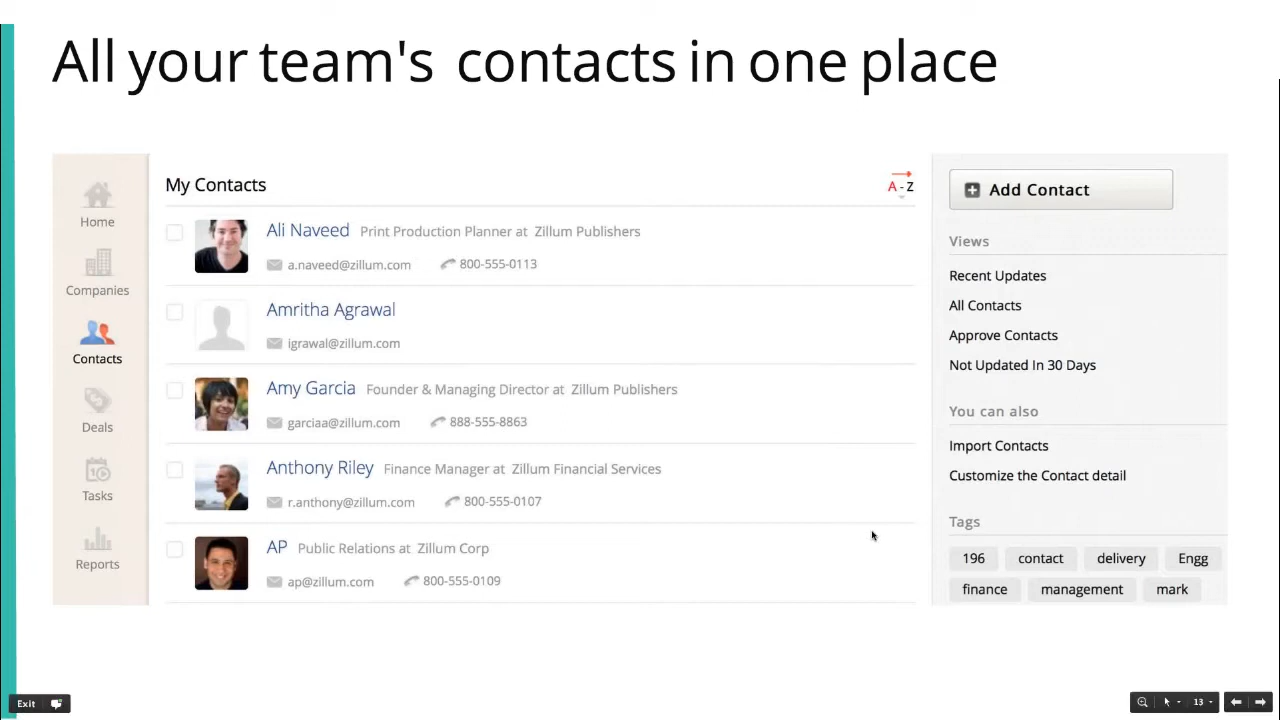 All your team's contacts in one place
Home
Companies
Contacts
Deals
Tasks
Reports
My Contacts
A - Z
Ali Naveed Print Production Planner at Zillum Publishers
a.naveed@zillum.com 800-555-0113
Amritha Agrawal
igrawal@zillum.com
Amy Garcia Founder & Managing Director at Zillum Publishers
garciaa@zillum.com 888-555-8863
Anthony Riley Finance Manager at Zillum Financial Services
r.anthony@zillum.com 800-555-0107
AP Public Relations at Zillum Corp
ap@zillum.com 800-555-0109
Add Contact
Views
Recent Updates
All Contacts
Approve Contacts
Not Updated In 30 Days
You can also
Import Contacts
Customize the Contact detail
Tags
196 contact delivery Engg
finance management mark
Exit
13